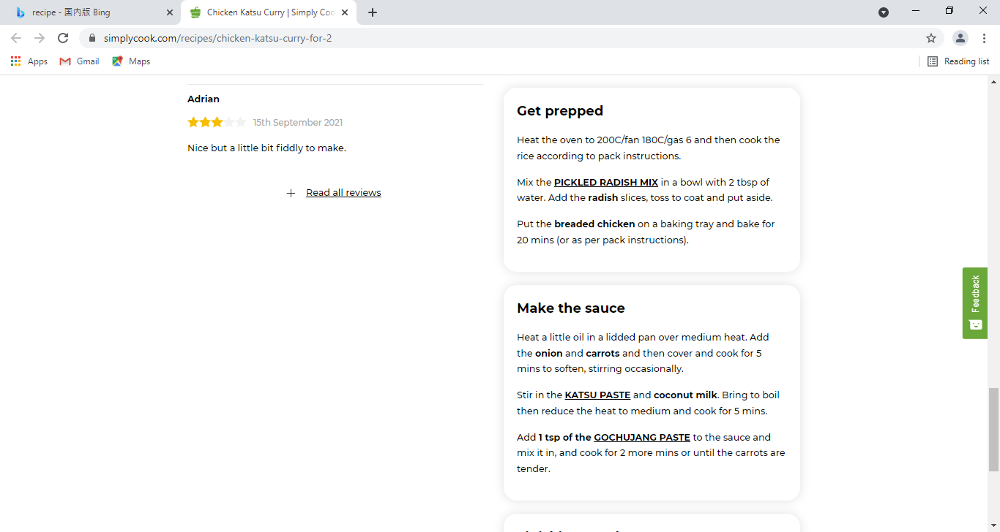 recipe - 国内版 Bing
Chicken Katsu Curry | Simply Coo
simplycook.com/recipes/chicken-katsu-curry-for-2
Apps
Gmail
Maps
Reading list
Adrian
15th September 2021
Nice but a little bit fiddly to make.
Read all reviews
Get prepped
Heat the oven to 200C/fan 180C/gas 6 and then cook the
rice according to pack instructions.
Mix the PICKLED RADISH MIX in a bowl with 2 tbsp of
water. Add the radish slices, toss to coat and put aside.
Put the breaded chicken on a baking tray and bake for
20 mins (or as per pack instructions).
Make the sauce
Heat a little oil in a lidded pan over medium heat. Add
the onion and carrots and then cover and cook for 5
mins to soften, stirring occasionally.
Stir in the KATSU PASTE and coconut milk. Bring to boil
then reduce the heat to medium and cook for 5 mins.
Add 1 tsp of the GOCHUJANG PASTE to the sauce and
mix it in, and cook for 2 more mins or until the carrots are
tender.
Feedback